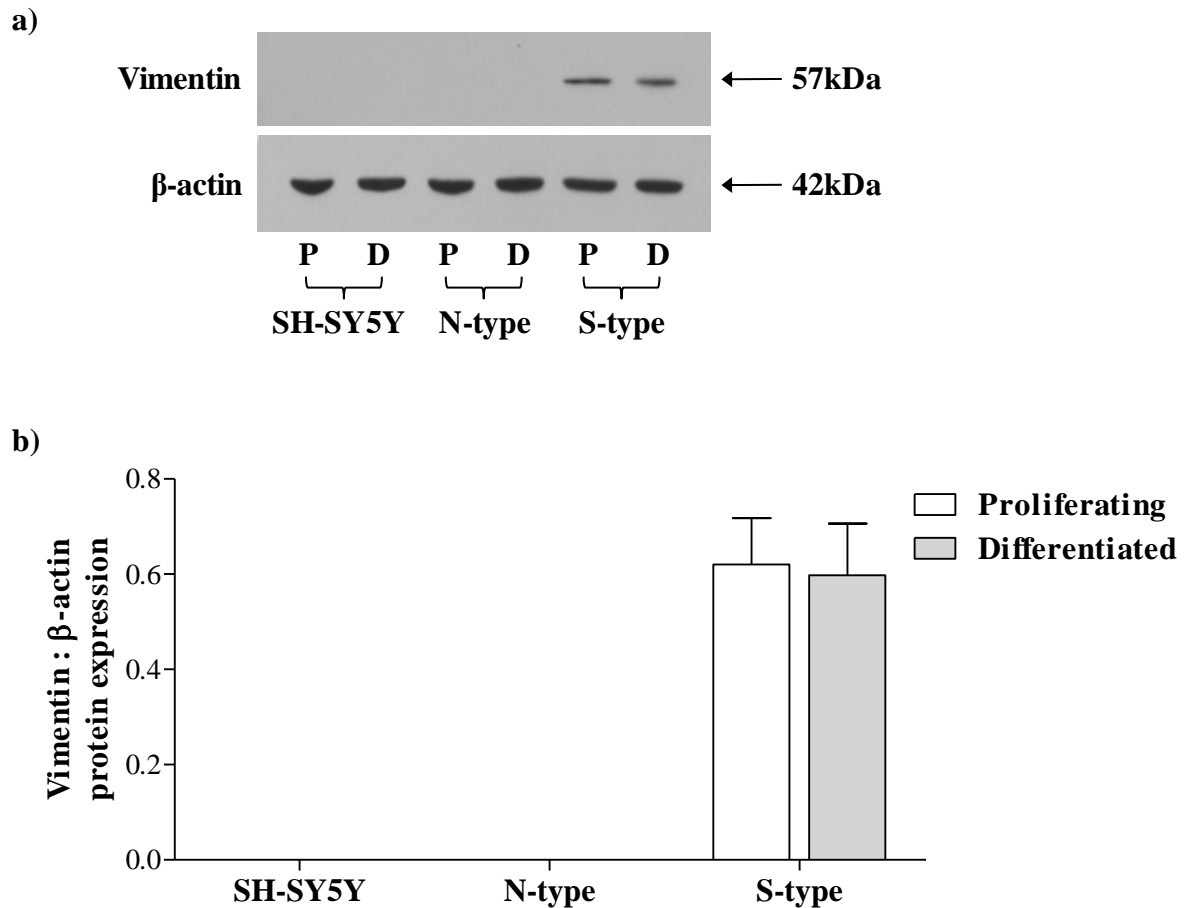 a)
Vimentin
57kDa
β-actin
42kDa
P D P D P D
SH-SY5Y N-type S-type
b)
Vimentin : β-actin
protein expression
0.8
0.6
0.4
0.2
0.0
SH-SY5Y N-type S-type
Proliferating
Differentiated